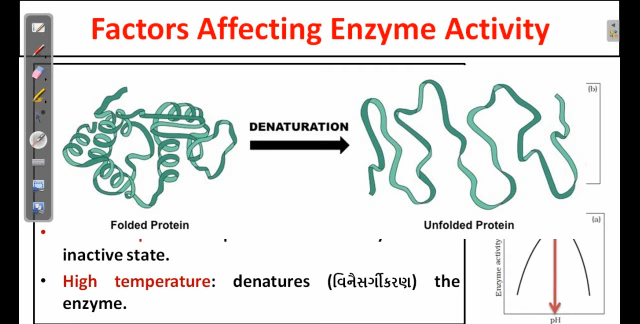 Factors Affecting Enzyme Activity
(b)
DENATURATION
Folded Protein
Unfolded Protein
(a)
inactive state.
• High temperature: denatures (વિનૈસર્ગીકરણ) the
enzyme.
Enzyme activity
pH